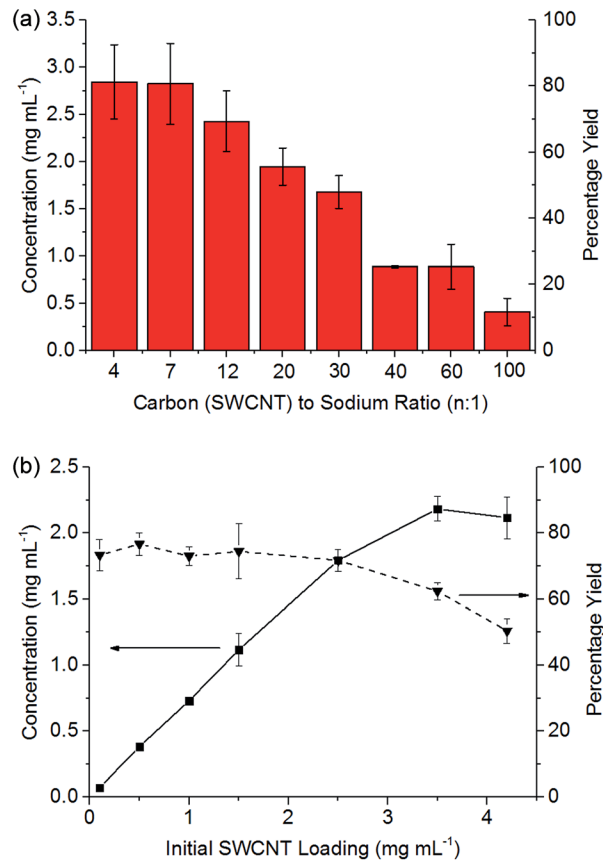 (a)
3.5
3.0
2.5
2.0
1.5
1.0
0.5
0.0
Concentration (mg mL⁻¹)
100
80
60
40
20
0
Percentage Yield
4 7 12 20 30 40 60 100
Carbon (SWCNT) to Sodium Ratio (n:1)
(b)
2.5
2.0
1.5
1.0
0.5
0.0
Concentration (mg mL⁻¹)
100
80
60
40
20
0
Percentage Yield
0 1 2 3 4
Initial SWCNT Loading (mg mL⁻¹)